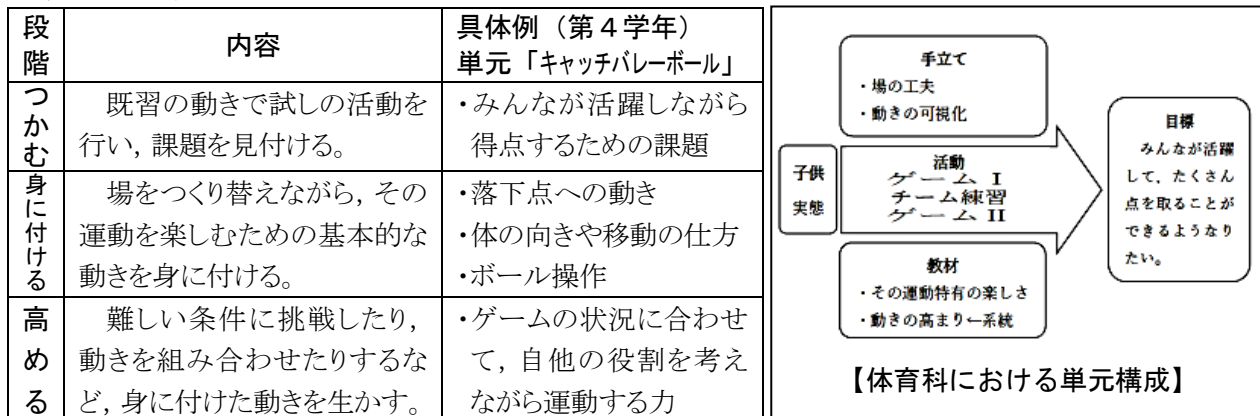 段階
内容
具体例（第４学年）
単元「キャッチバレーボール」
つかむ
既習の動きで試しの活動を
行い，課題を見付ける。
・みんなが活躍しながら
得点するための課題
身に付ける
場をつくり替えながら，その
運動を楽しむための基本的な
動きを身に付ける。
・落下点への動き
・体の向きや移動の仕方
・ボール操作
高める
難しい条件に挑戦したり，
動きを組み合わせたりするな
ど，身に付けた動きを生かす。
・ゲームの状況に合わせ
て，自他の役割を考え
ながら運動する力
手立て
・場の工夫
・動きの可視化
子供
実態
活動
ゲーム I
チーム練習
ゲーム II
教材
・その運動特有の楽しさ
・動きの高まり←系統
目標
みんなが活躍
して，たくさん
点を取ることが
できるようなり
たい。
【体育科における単元構成】